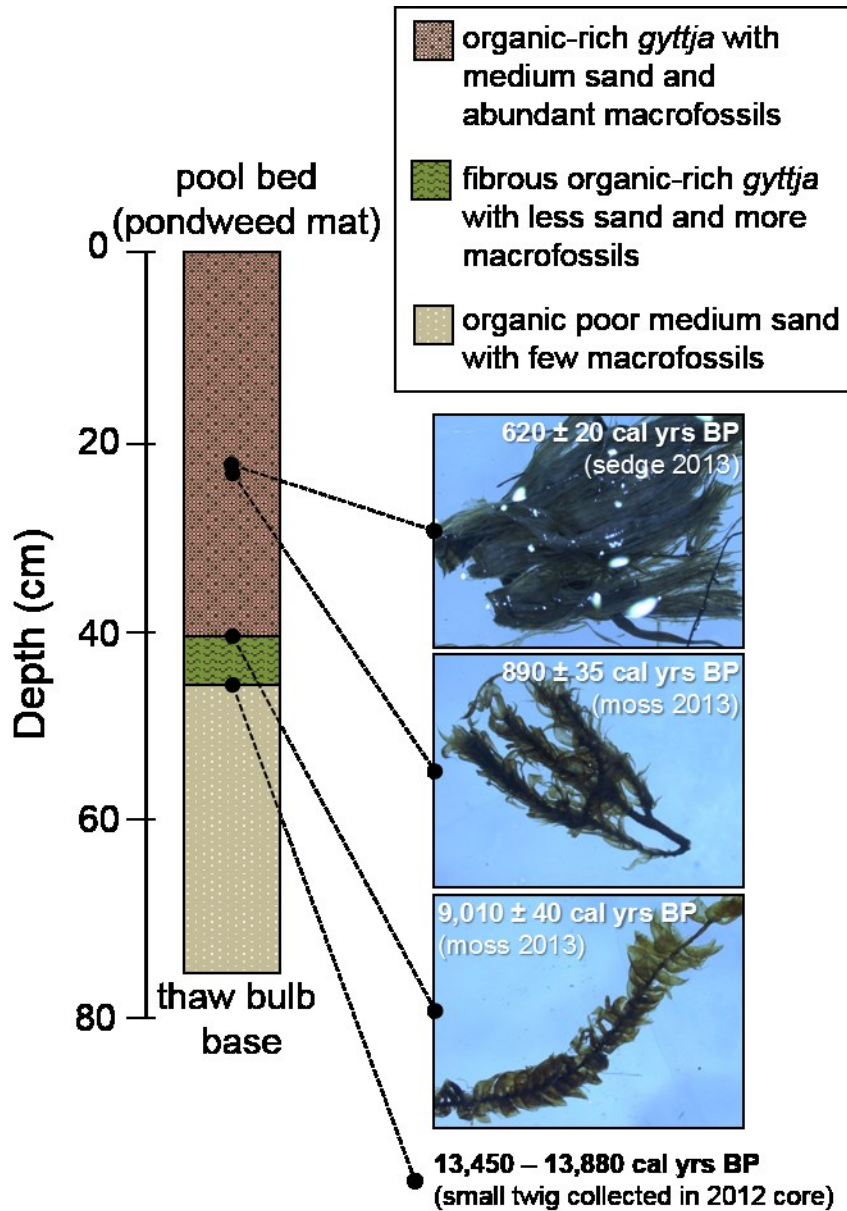 organic-rich gyttja with
medium sand and
abundant macrofossils
fibrous organic-rich gyttja
with less sand and more
macrofossils
organic poor medium sand
with few macrofossils
pool bed
(pondweed mat)
0
20
40
60
80
Depth (cm)
thaw bulb
base
620 ± 20 cal yrs BP
(sedge 2013)
890 ± 35 cal yrs BP
(moss 2013)
9,010 ± 40 cal yrs BP
(moss 2013)
13,450 – 13,880 cal yrs BP
(small twig collected in 2012 core)